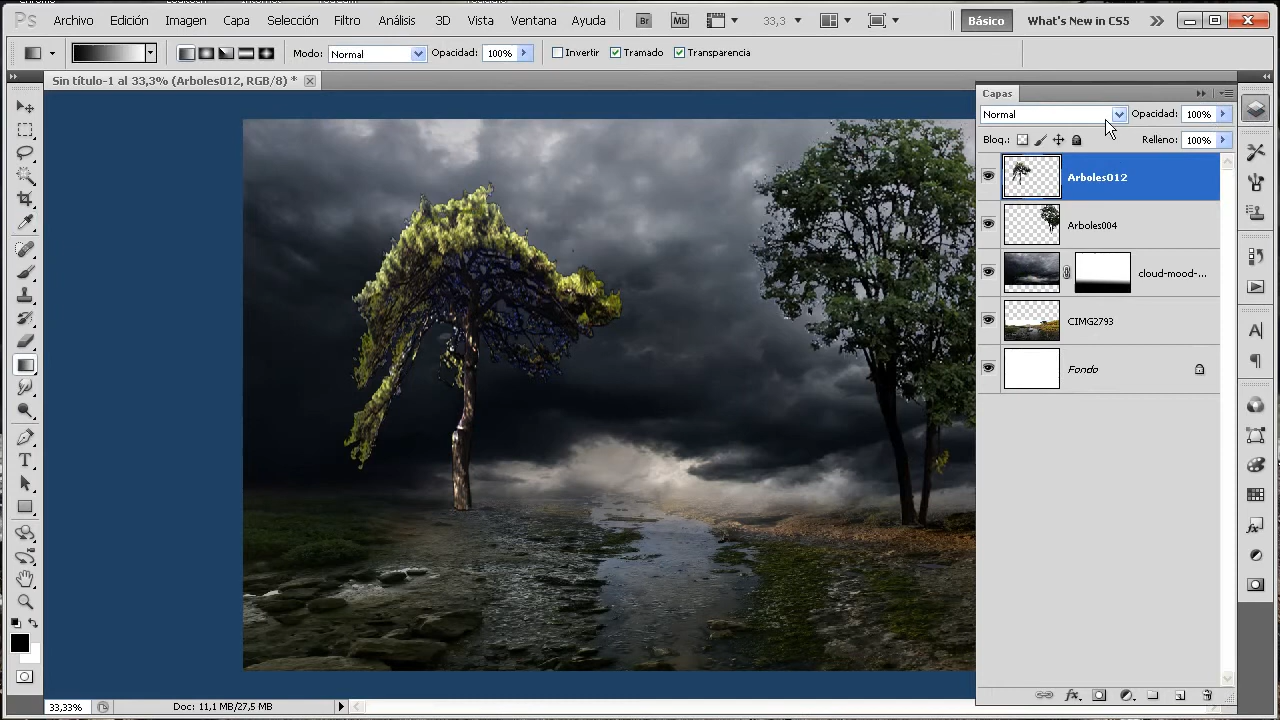 Ps Archivo Edición Imagen Capa Selección Filtro Análisis 3D Vista Ventana Ayuda Br Mb 33,3 Básico What's New in CS5
Modo: Normal Opacidad: 100% Invertir Tramado Transparencia
Sin título-1 al 33,3% (Arboles012, RGB/8) *
Capas
Normal Opacidad: 100%
Bloq.: Relleno: 100%
Arboles012
Arboles004
cloud-mood-...
CIMG2793
Fondo
33,33% Doc: 11,1 MB/27,5 MB